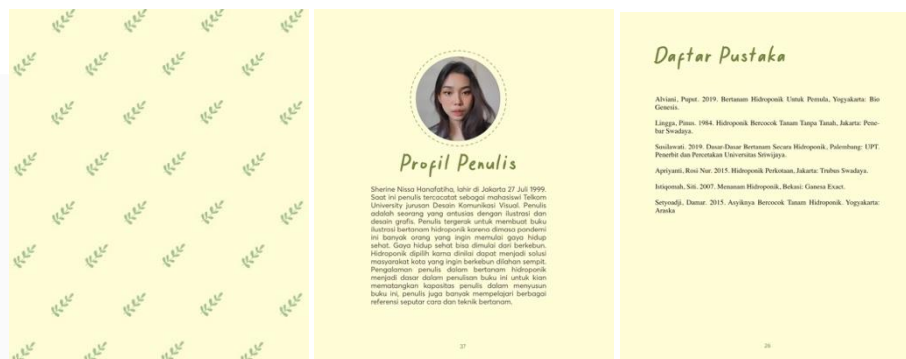 Profil Penulis
Sherine Nissa Hanafatiha, lahir di Jakarta 27 Juli 1999.
Saat ini penulis tercacatat sebagai mahasiswi Telkom
University jurusan Desain Komunikasi Visual. Penulis
adalah seorang yang antusias dengan ilustrasi dan
desain grafis. Penulis tergerak untuk membuat buku
ilustrasi bertanam hidroponik karena dimasa pandemi
ini banyak orang yang ingin memulai gaya hidup
sehat. Gaya hidup sehat bisa dimulai dari berkebun.
Hidroponik dipilih karna dinilai dapat menjadi solusi
masyarakat kota yang ingin berkebun dilahan sempit.
Pengalaman penulis dalam bertanam hidroponik
menjadi dasar dalam penulisan buku ini untuk kian
mematangkan kapasitas penulis dalam menyusun
buku ini, penulis juga banyak mempelajari berbagai
referensi seputar cara dan teknik bertanam.
27
Daftar Pustaka
Alviani, Puput. 2019. Bertanam Hidroponik Untuk Pemula, Yogyakarta: Bio
Genesis.
Lingga, Pinus. 1984. Hidroponik Bercocok Tanam Tanpa Tanah, Jakarta: Pene-
bar Swadaya.
Susilawati. 2019. Dasar-Dasar Bertanam Secara Hidroponik, Palembang: UPT.
Penerbit dan Percetakan Universitas Sriwijaya.
Apriyanti, Rosi Nur. 2015. Hidroponik Perkotaan, Jakarta: Trubus Swadaya.
Istiqomah, Siti. 2007. Menanam Hidroponik, Bekasi: Ganesa Exact.
Setyoadji, Damar. 2015. Asyiknya Bercocok Tanam Hidroponik. Yogyakarta:
Araska